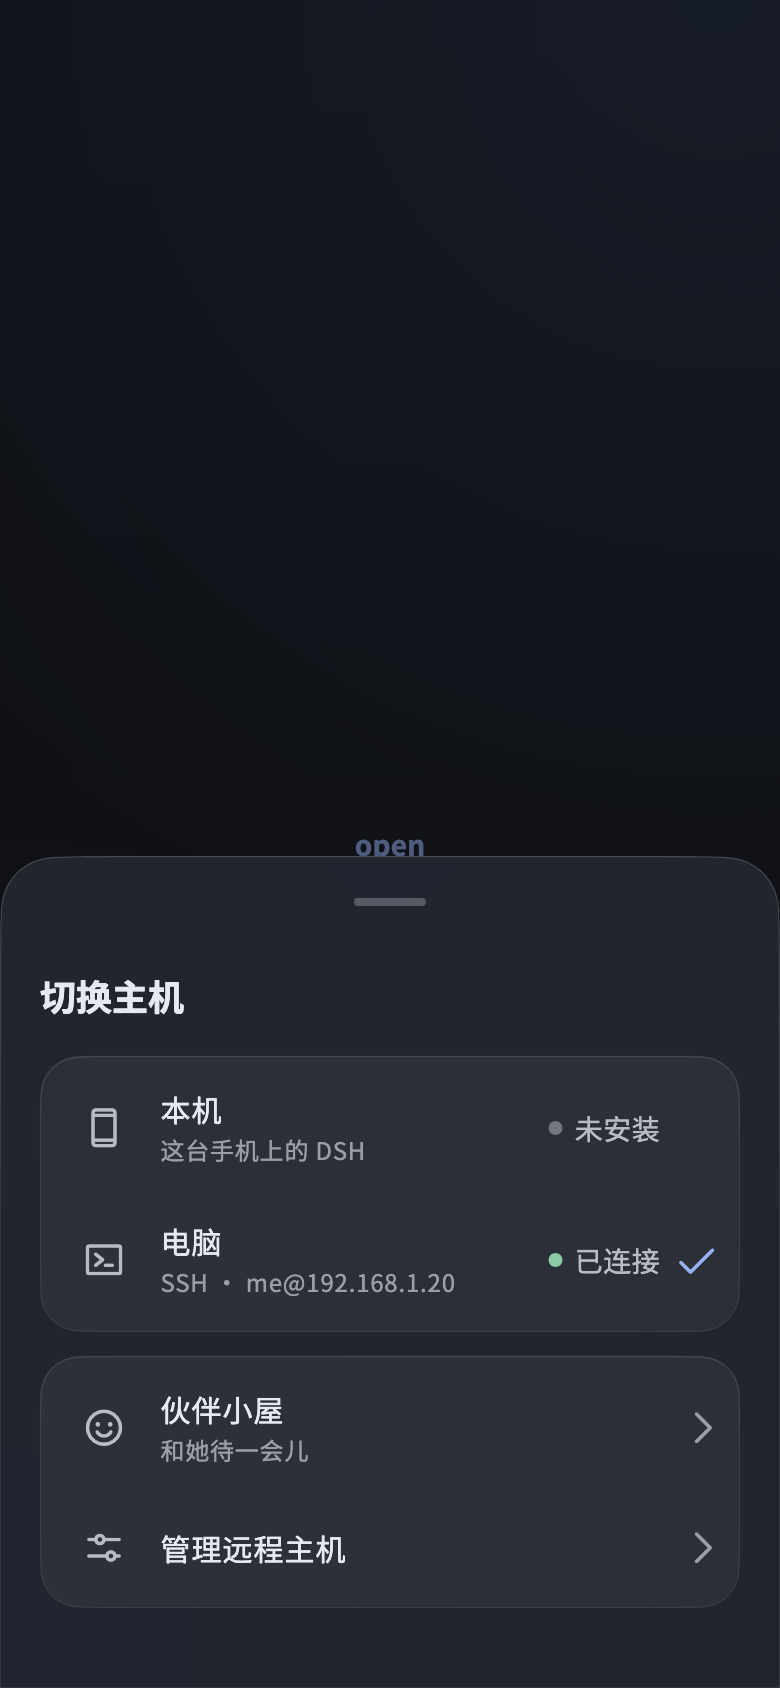 open
切换主机
本机
这台手机上的 DSH
未安装
电脑
SSH • me@192.168.1.20
已连接
伙伴小屋
和她待一会儿
管理远程主机